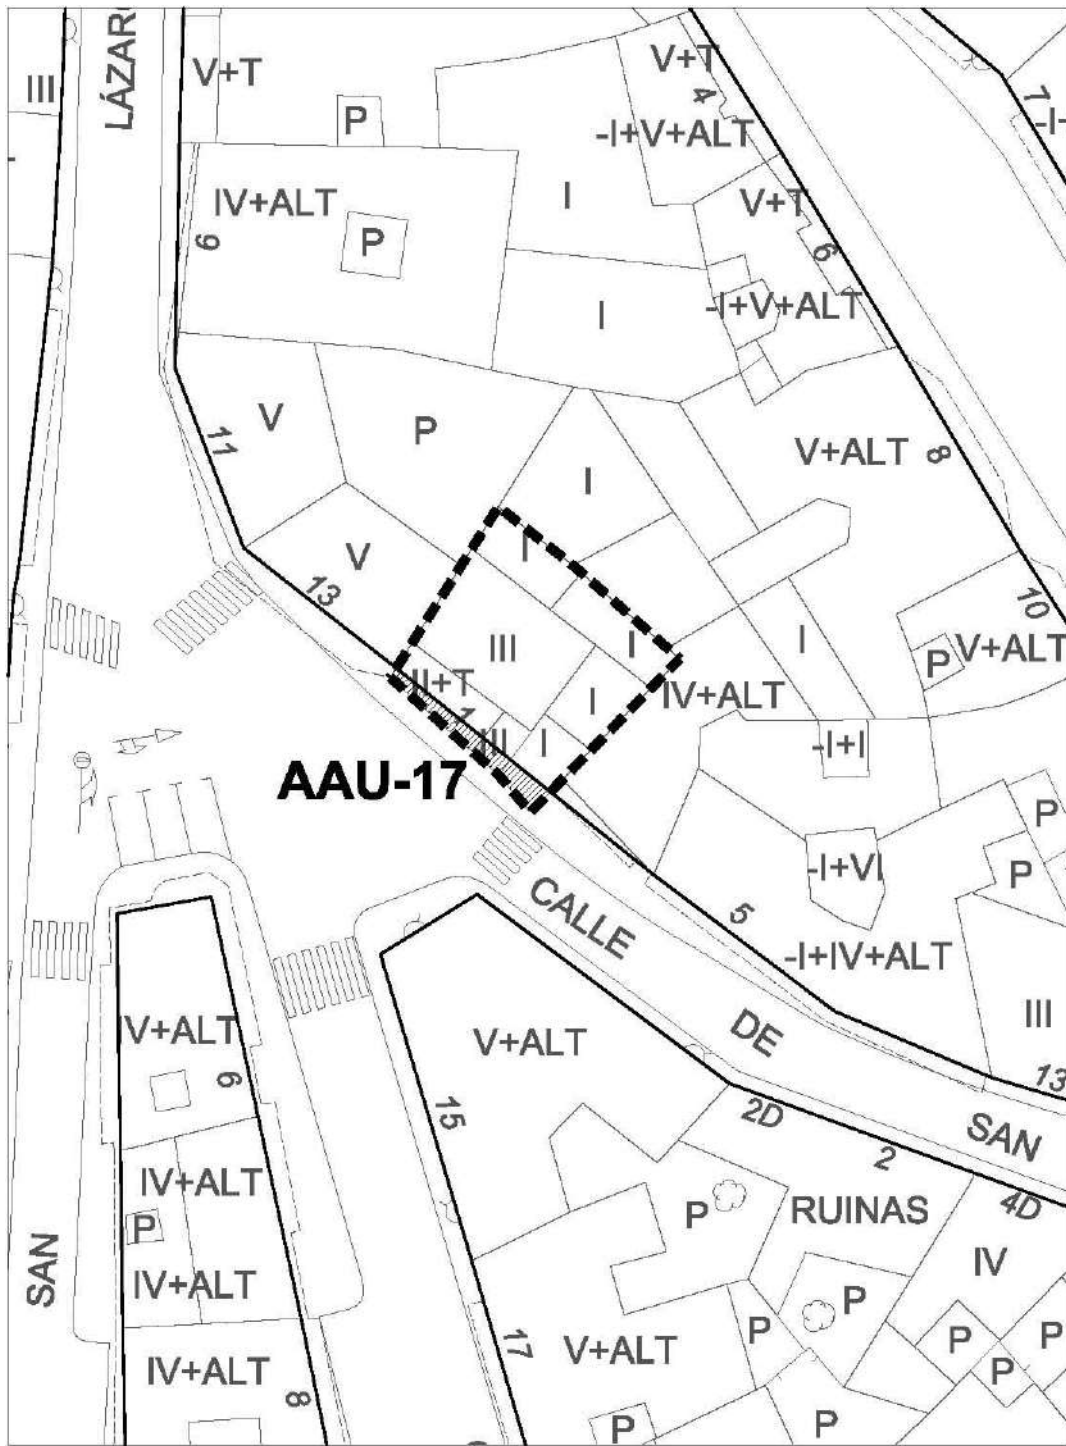 LÁZARO
III
V+T
P
IV+ALT
P
9
I
V+T
4
-I+V+ALT
7
-I+
V+T
6
-I+V+ALT
I
V
11
P
I
V+ALT
8
V
13
I
III
I
II+T
1
III
I
I
IV+ALT
I
10
V+ALT
P
AAU-17
-I+I
P
P
-I+VI
-I+IV+ALT
III
5
13
CALLE
DE
SAN
V+ALT
6
V+ALT
15
2D
2
4D
IV+ALT
P
IV+ALT
SAN
P
RUINAS
IV
P
P
P
P
P
17
V+ALT
IV+ALT
8
P
P